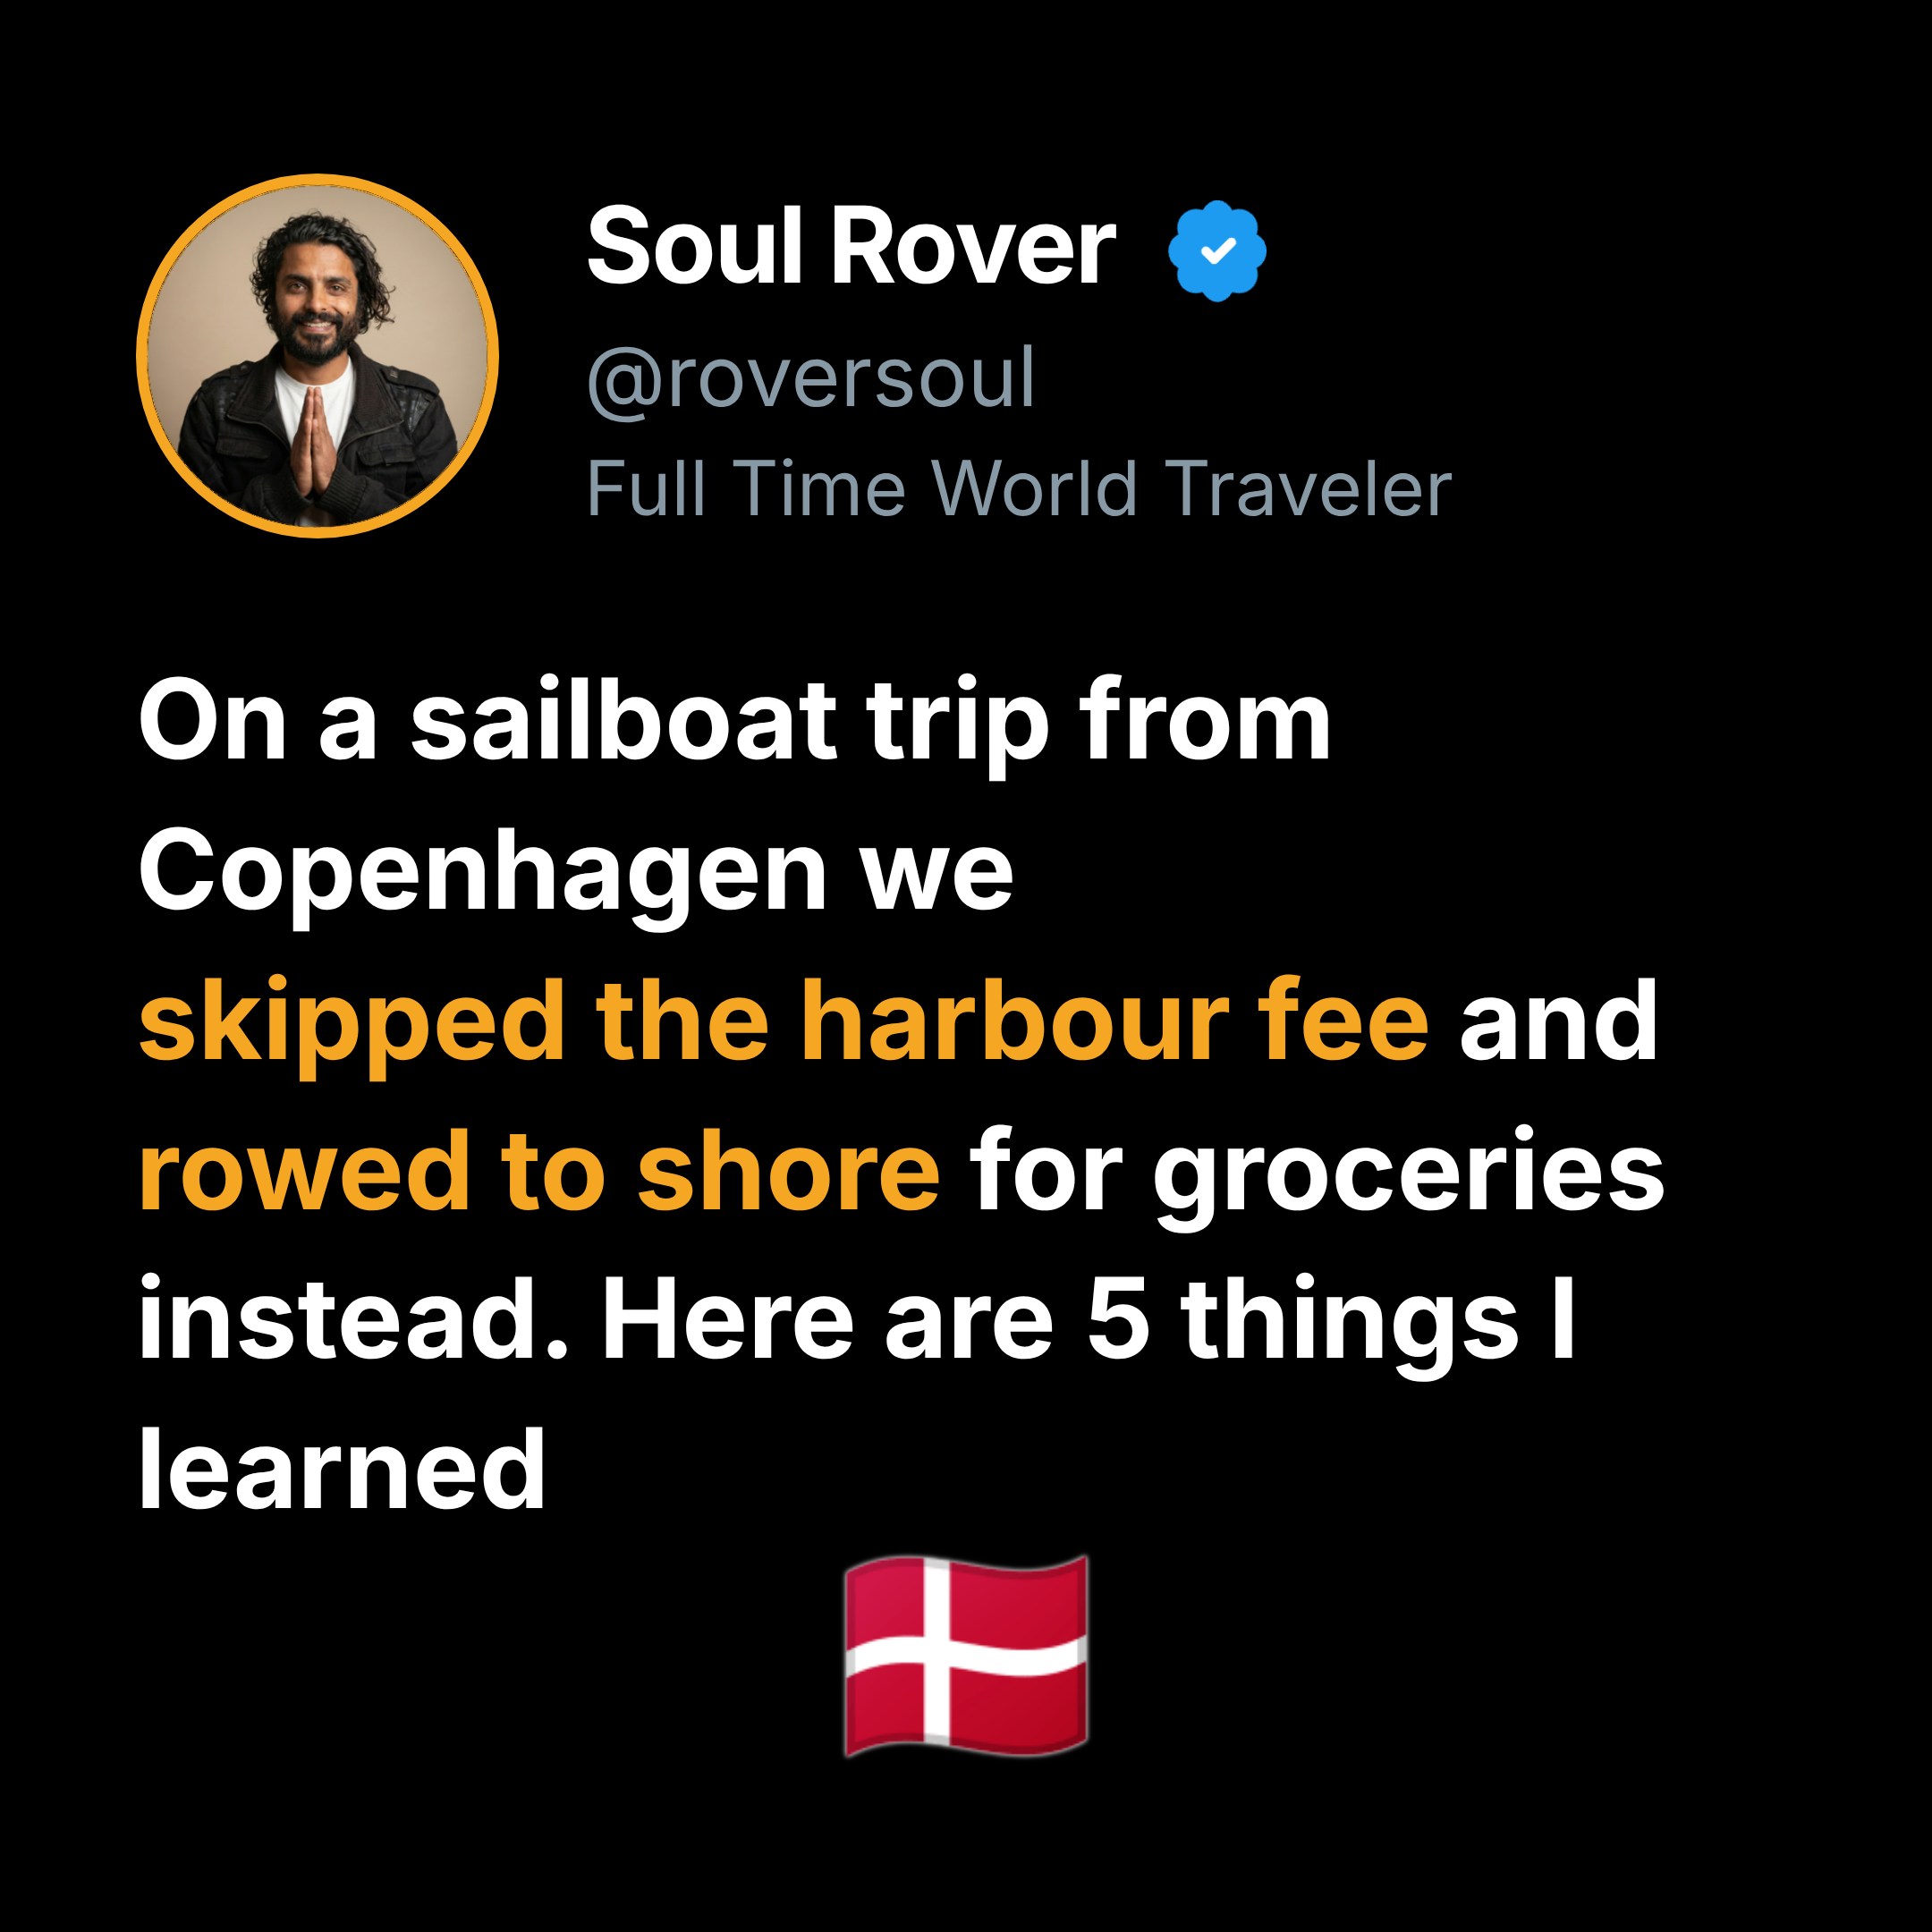 Soul Rover
@roversoul
Full Time World Traveler
On a sailboat trip from
Copenhagen we
skipped the harbour fee and
rowed to shore for groceries
instead. Here are 5 things I
learned